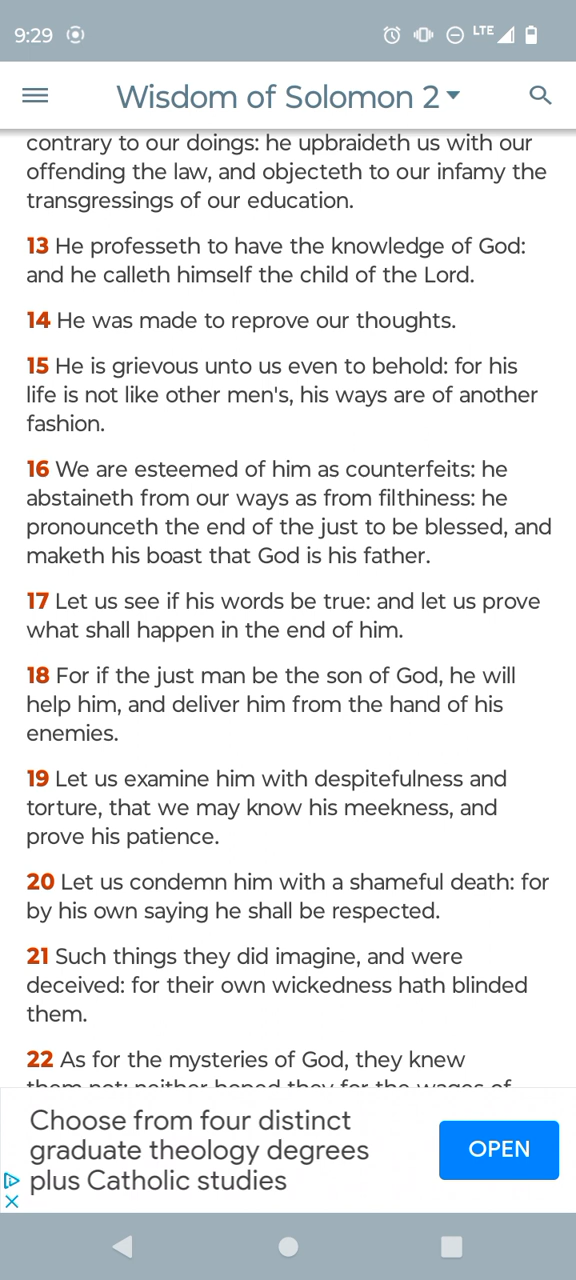 9:29
LTE
Wisdom of Solomon 2
contrary to our doings: he upbraideth us with our
offending the law, and objecteth to our infamy the
transgressings of our education.
13 He professeth to have the knowledge of God:
and he calleth himself the child of the Lord.
14 He was made to reprove our thoughts.
15 He is grievous unto us even to behold: for his
life is not like other men's, his ways are of another
fashion.
16 We are esteemed of him as counterfeits: he
abstaineth from our ways as from filthiness: he
pronounceth the end of the just to be blessed, and
maketh his boast that God is his father.
17 Let us see if his words be true: and let us prove
what shall happen in the end of him.
18 For if the just man be the son of God, he will
help him, and deliver him from the hand of his
enemies.
19 Let us examine him with despitefulness and
torture, that we may know his meekness, and
prove his patience.
20 Let us condemn him with a shameful death: for
by his own saying he shall be respected.
21 Such things they did imagine, and were
deceived: for their own wickedness hath blinded
them.
22 As for the mysteries of God, they knew
them not: neither hoped they for the wages of
Choose from four distinct
graduate theology degrees
plus Catholic studies
OPEN